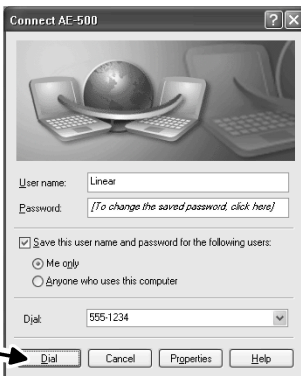 Connect AE-500
User name: Linear
Password: [To change the saved password, click here]
Save this user name and password for the following users:
Me only
Anyone who uses this computer
Dial: 555-1234
Dial Cancel Properties Help